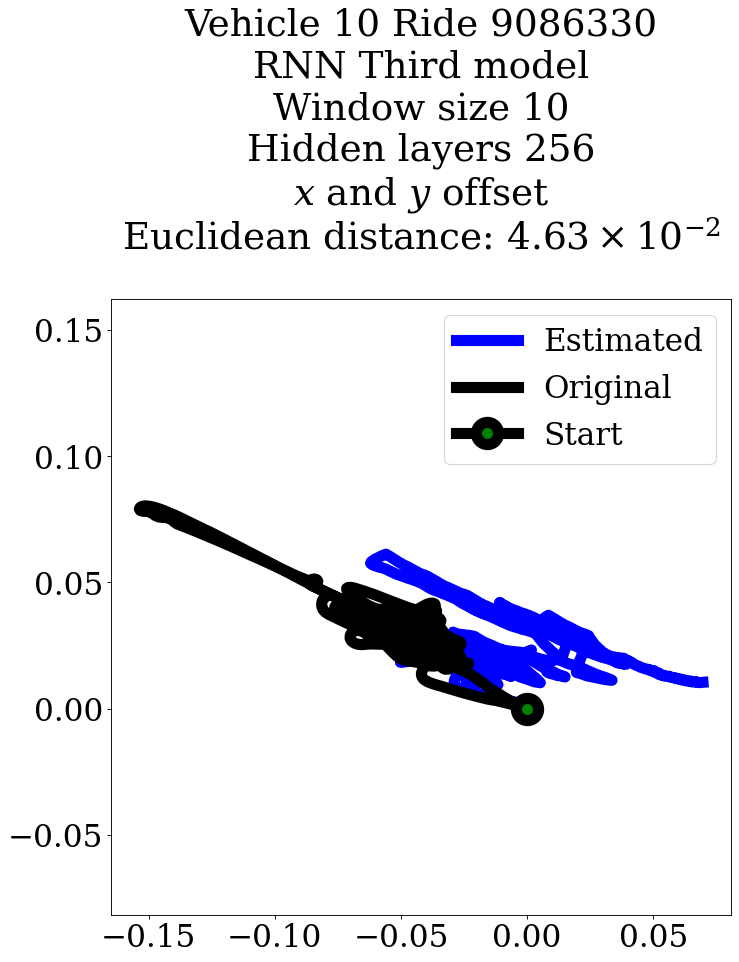 Vehicle 10 Ride 9086330
RNN Third model
Window size 10
Hidden layers 256
x and y offset
Euclidean distance: 4.63 × 10⁻²
Estimated
Original
Start
0.15
0.10
0.05
0.00
−0.05
−0.15 −0.10 −0.05 0.00 0.05